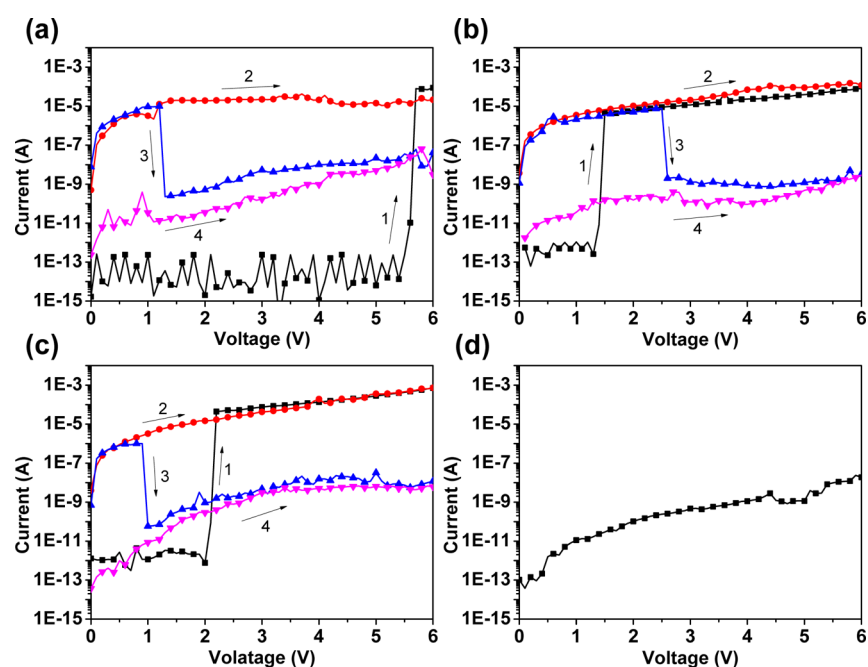 (a)
1E-3
1E-5
1E-7
1E-9
1E-11
1E-13
1E-15
Current (A)
0 1 2 3 4 5 6
Voltage (V)
2
3
1
4
(b)
1E-3
1E-5
1E-7
1E-9
1E-11
1E-13
1E-15
Current (A)
0 1 2 3 4 5 6
Voltage (V)
2
3
1
4
(c)
1E-3
1E-5
1E-7
1E-9
1E-11
1E-13
1E-15
Current (A)
0 1 2 3 4 5 6
Volatage (V)
2
3
1
4
(d)
1E-3
1E-5
1E-7
1E-9
1E-11
1E-13
1E-15
Current (A)
0 1 2 3 4 5 6
Voltage (V)